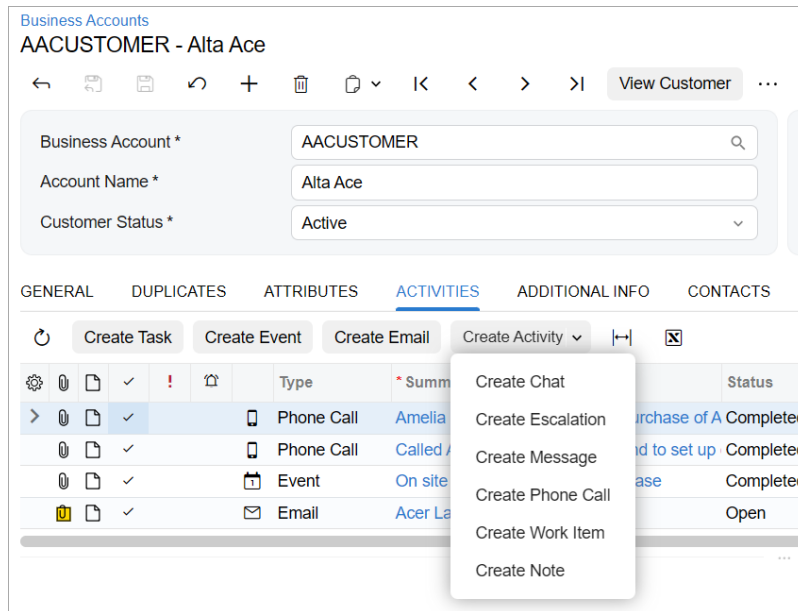 Business Accounts
AACUSTOMER - Alta Ace
View Customer
Business Account * AACUSTOMER
Account Name * Alta Ace
Customer Status * Active
GENERAL DUPLICATES ATTRIBUTES ACTIVITIES ADDITIONAL INFO CONTACTS
Create Task Create Event Create Email Create Activity
Type * Summ Status
Phone Call Amelia urchase of A Completed
Phone Call Called nd to set up Completed
Event On site ase Completed
Email Acer La Open
Create Chat
Create Escalation
Create Message
Create Phone Call
Create Work Item
Create Note